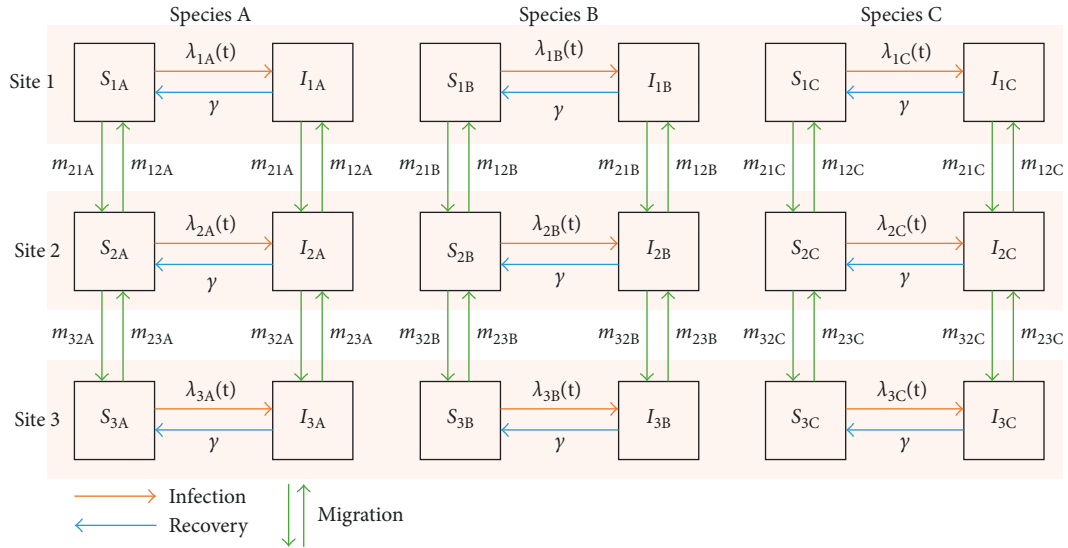 Species A Species B Species C
λ1A(t) λ1B(t) λ1C(t)
Site 1 S1A I1A S1B I1B S1C I1C
γ γ γ
m21A m12A m21A m12A m21B m12B m21B m12B m21C m12C m21C m12C
λ2A(t) λ2B(t) λ2C(t)
Site 2 S2A I2A S2B I2B S2C I2C
γ γ γ
m32A m23A m32A m23A m32B m23B m32B m23B m32C m23C m32C m23C
λ3A(t) λ3B(t) λ3C(t)
Site 3 S3A I3A S3B I3B S3C I3C
γ γ γ
Infection
Recovery
Migration